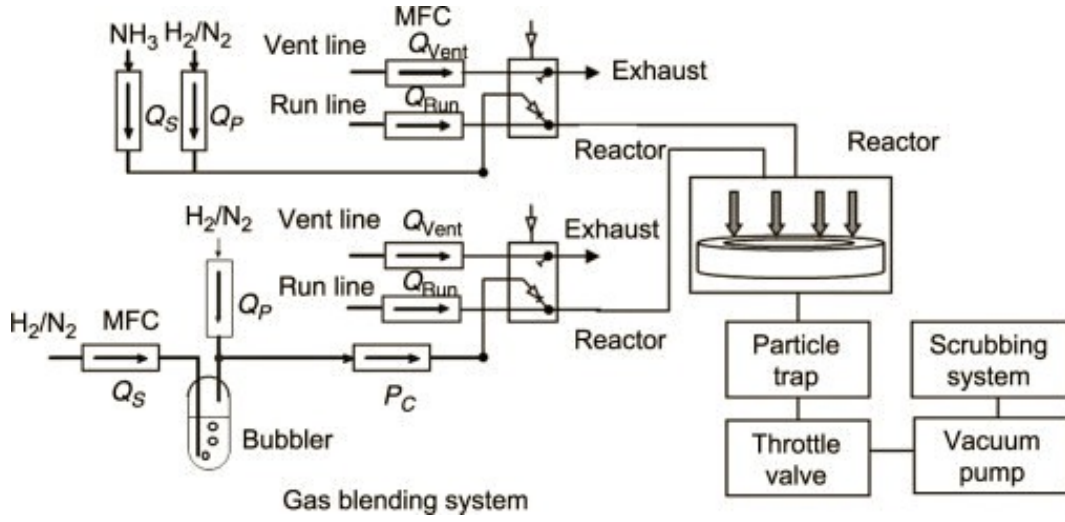 MFC
NH3 H2/N2
Vent line QVent
Exhaust
Run line QRun
QS QP
Reactor
Reactor
H2/N2
Vent line QVent
Exhaust
Run line QRun
QP
H2/N2 MFC
Reactor
QS
PC
Bubbler
Particle
trap
Scrubbing
system
Throttle
valve
Vacuum
pump
Gas blending system